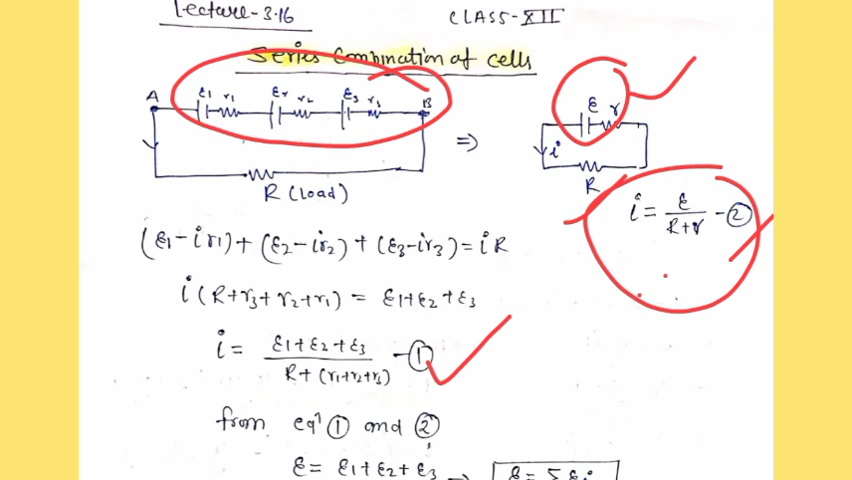 Lecture-3.16
CLASS-XII
Series Combination of cells
A ε1 r1 εr r2 ε3 r3 B
ε r
⇒
i
R (Load)
R
i = ε/(R+r) - ②
(ε1-ir1)+(ε2-ir2)+(ε3-ir3)=iR
i(R+r3+r2+r1) = ε1+ε2+ε3
i = (ε1+ε2+ε3)/(R+(r1+r2+r3)) - ①
from eqn ① and ②
ε = ε1+ε2+ε3 → ε = Σεi